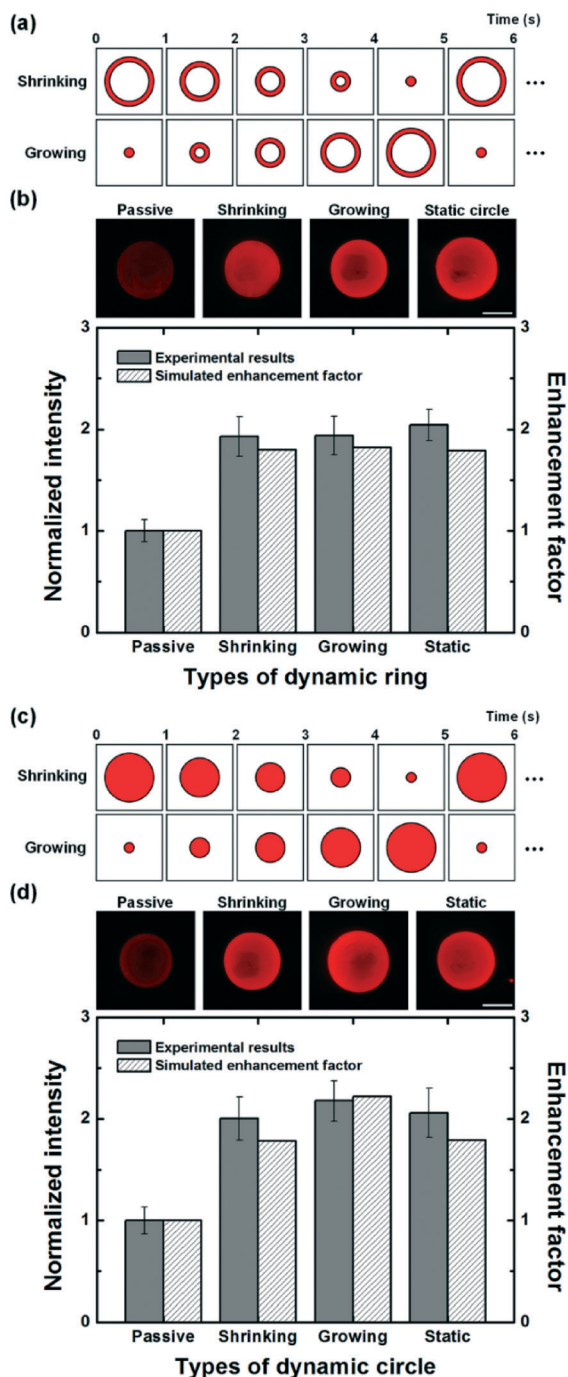 (a)
Time (s)
0 1 2 3 4 5 6
Shrinking
...
Growing
...
(b)
Passive Shrinking Growing Static circle
3 3
Experimental results
Simulated enhancement factor
2 2
1 1
0 0
Normalized intensity
Enhancement factor
Passive Shrinking Growing Static
Types of dynamic ring
(c)
Time (s)
0 1 2 3 4 5 6
Shrinking
...
Growing
...
(d)
Passive Shrinking Growing Static
3 3
Experimental results
Simulated enhancement factor
2 2
1 1
0 0
Normalized intensity
Enhancement factor
Passive Shrinking Growing Static
Types of dynamic circle